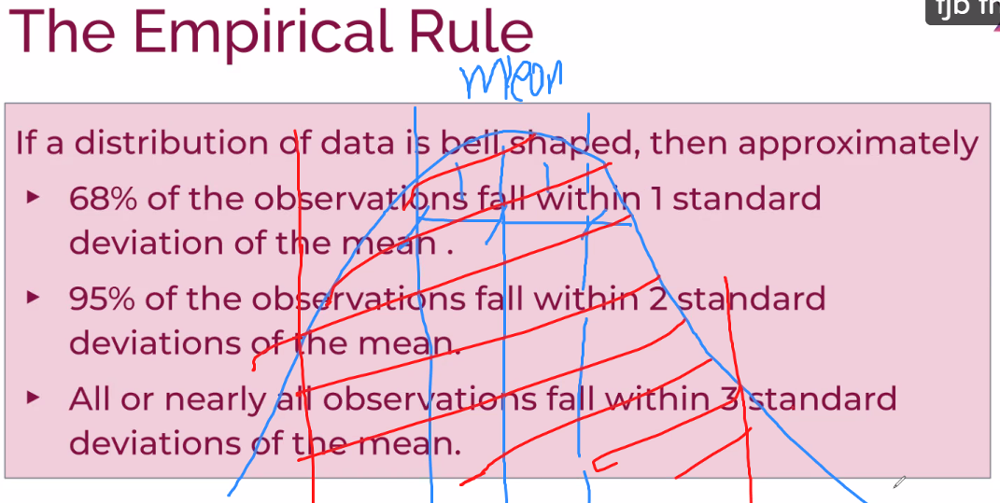 The Empirical Rule
mean
If a distribution of data is bell shaped, then approximately
▸ 68% of the observations fall within 1 standard
deviation of the mean .
▸ 95% of the observations fall within 2 standard
deviations of the mean.
▸ All or nearly all observations fall within 3 standard
deviations of the mean.